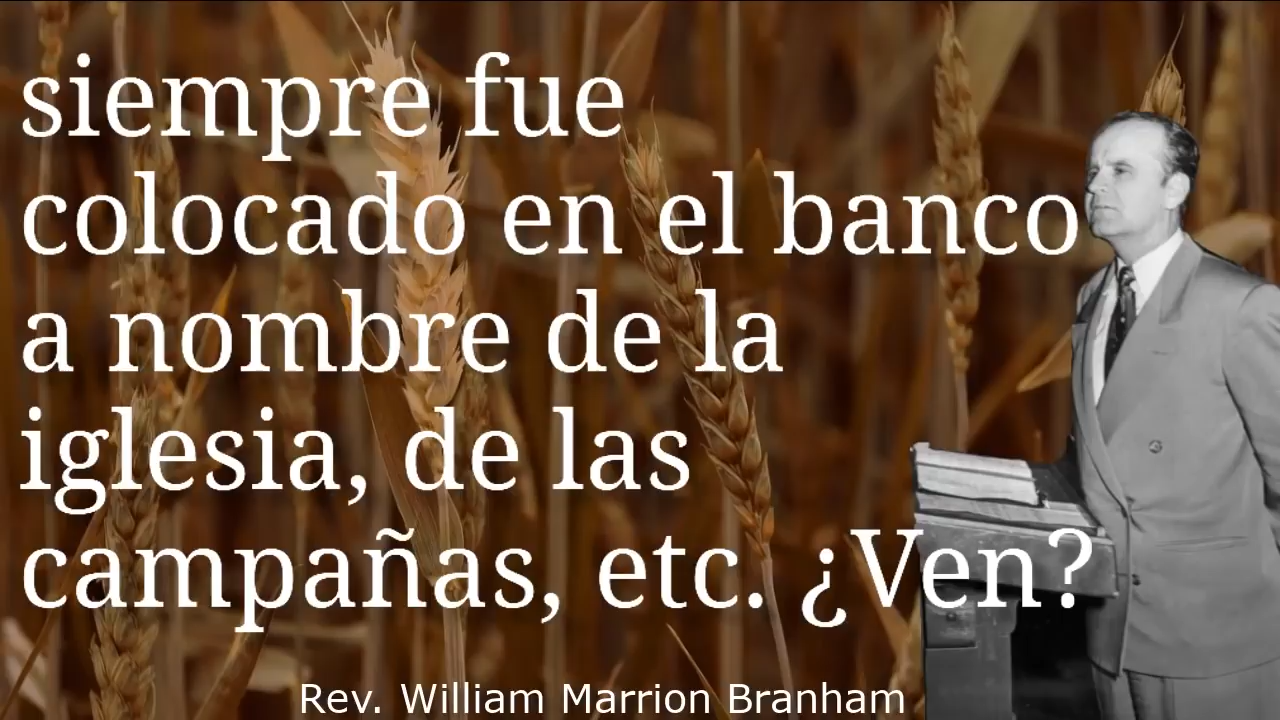 siempre fue
colocado en el banco
a nombre de la
iglesia, de las
campañas, etc. ¿Ven?
Rev. William Marrion Branham